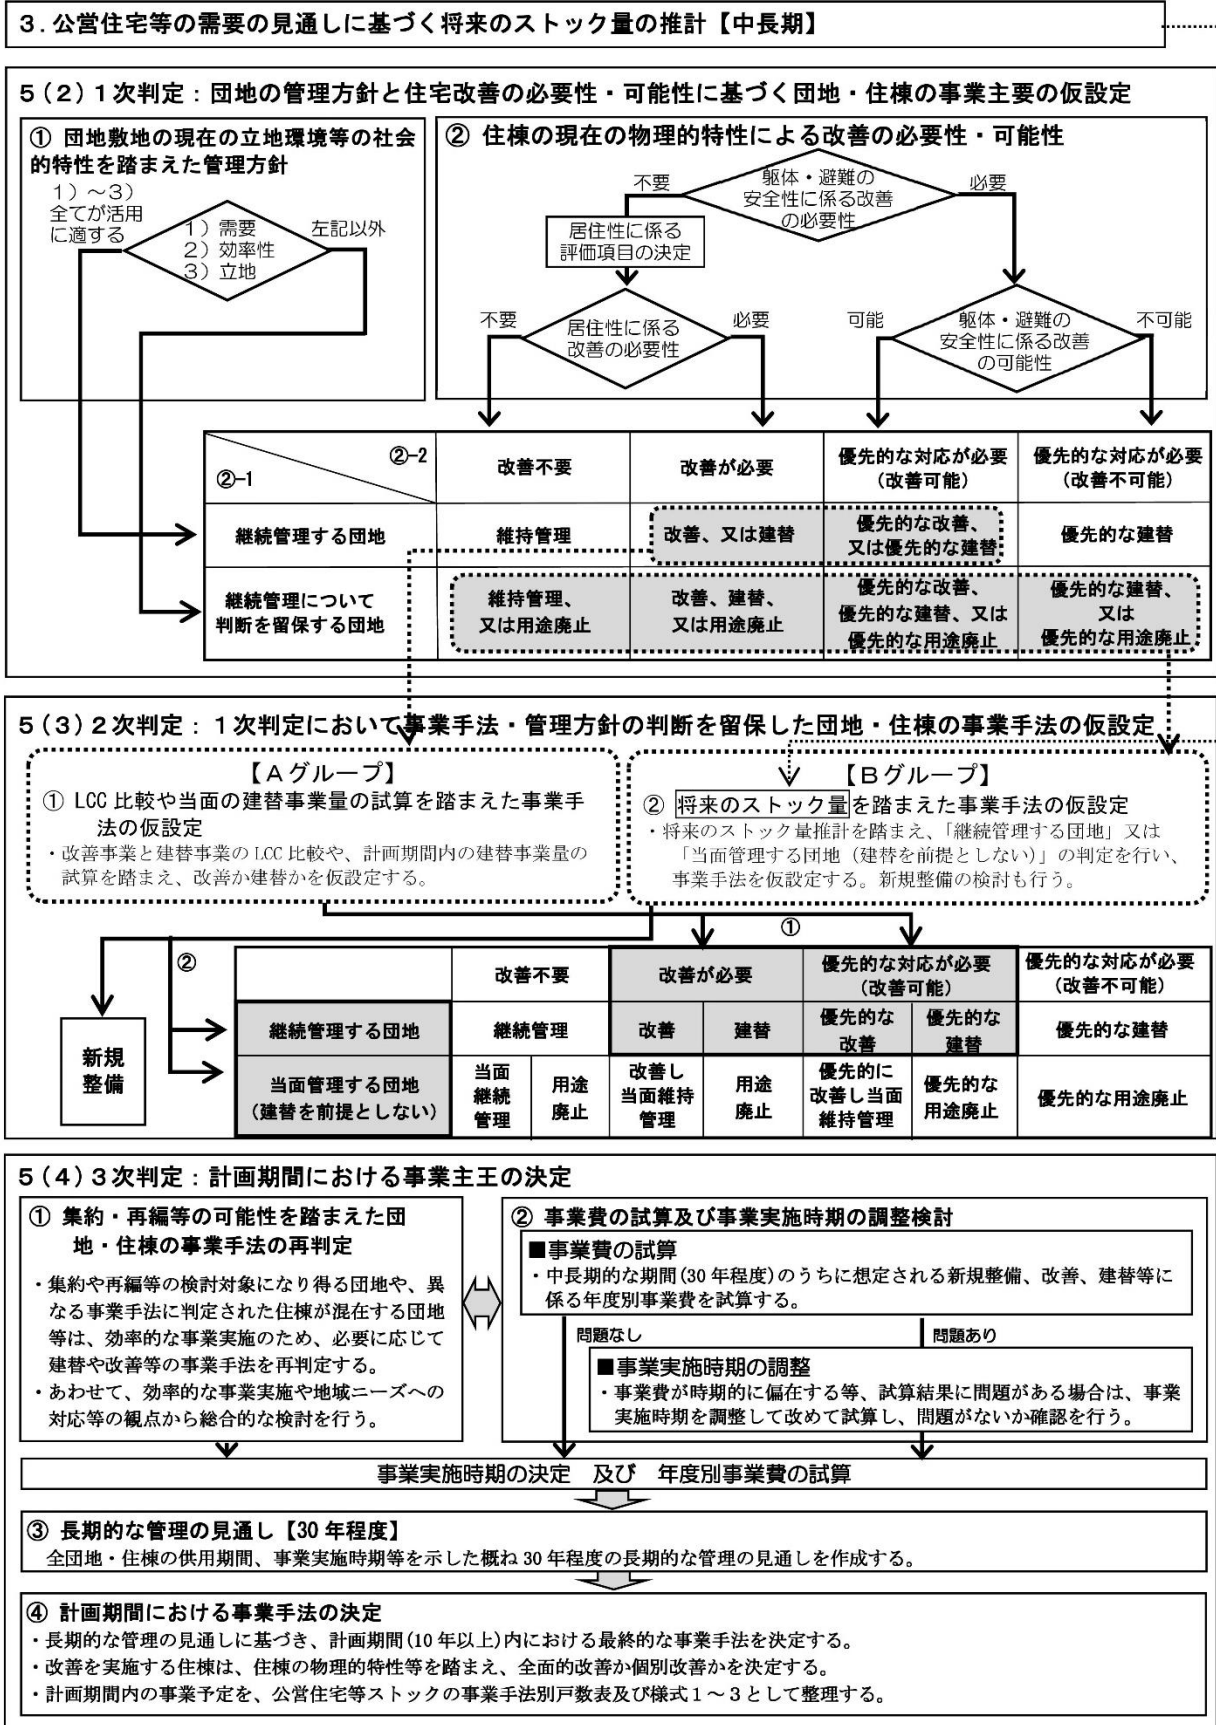 ３．公営住宅等の需要の見通しに基づく将来のストック量の推計【中長期】
５(２)１次判定：団地の管理方針と住宅改善の必要性・可能性に基づく団地・住棟の事業主要の仮設定
① 団地敷地の現在の立地環境等の社会
的特性を踏まえた管理方針
１）～３）
全てが活用
に適する
１）需要
２）効率性
３）立地
左記以外
② 住棟の現在の物理的特性による改善の必要性・可能性
不要
躯体・避難の
安全性に係る改善
の必要性
必要
居住性に係る
評価項目の決定
不要
居住性に係る
改善の必要性
必要
可能
躯体・避難の
安全性に係る改善
の可能性
不可能
②-2
②-1
改善不要
改善が必要
優先的な対応が必要
（改善可能）
優先的な対応が必要
（改善不可能）
継続管理する団地
維持管理
改善、又は建替
優先的な改善、
又は優先的な建替
優先的な建替
継続管理について
判断を留保する団地
維持管理、
又は用途廃止
改善、建替、
又は用途廃止
優先的な改善、
優先的な建替、又は
優先的な用途廃止
優先的な建替、
又は
優先的な用途廃止
５(３)２次判定：１次判定において事業手法・管理方針の判断を留保した団地・住棟の事業手法の仮設定
【Ａグループ】
① LCC 比較や当面の建替事業量の試算を踏まえた事業手
法の仮設定
・改善事業と建替事業の LCC 比較や、計画期間内の建替事業量の
試算を踏まえ、改善か建替かを仮設定する。
【Ｂグループ】
② 将来のストック量を踏まえた事業手法の仮設定
・将来のストック量推計を踏まえ、「継続管理する団地」又は
「当面管理する団地（建替を前提としない）」の判定を行い、
事業手法を仮設定する。新規整備の検討も行う。
①
②
新規
整備
改善不要
改善が必要
優先的な対応が必要
（改善可能）
優先的な対応が必要
（改善不可能）
継続管理する団地
継続管理
改善
建替
優先的な
改善
優先的な
建替
優先的な建替
当面管理する団地
（建替を前提としない）
当面
継続
管理
用途
廃止
改善し
当面維持
管理
用途
廃止
優先的に
改善し当面
維持管理
優先的な
用途廃止
優先的な用途廃止
５(４)３次判定：計画期間における事業主王の決定
① 集約・再編等の可能性を踏まえた団
地・住棟の事業手法の再判定
・集約や再編等の検討対象になり得る団地や、異
なる事業手法に判定された住棟が混在する団地
等は、効率的な事業実施のため、必要に応じて
建替や改善等の事業手法を再判定する。
・あわせて、効率的な事業実施や地域ニーズへの
対応等の観点から総合的な検討を行う。
② 事業費の試算及び事業実施時期の調整検討
■事業費の試算
・中長期的な期間(30 年程度)のうちに想定される新規整備、改善、建替等に
係る年度別事業費を試算する。
問題なし
問題あり
■事業実施時期の調整
・事業費が時期的に偏在する等、試算結果に問題がある場合は、事業
実施時期を調整して改めて試算し、問題がないか確認を行う。
事業実施時期の決定　及び　年度別事業費の試算
③ 長期的な管理の見通し【30 年程度】
全団地・住棟の供用期間、事業実施時期等を示した概ね 30 年程度の長期的な管理の見通しを作成する。
④ 計画期間における事業手法の決定
・長期的な管理の見通しに基づき、計画期間(10 年以上)内における最終的な事業手法を決定する。
・改善を実施する住棟は、住棟の物理的特性等を踏まえ、全面的改善か個別改善かを決定する。
・計画期間内の事業予定を、公営住宅等ストックの事業手法別戸数表及び様式１～３として整理する。